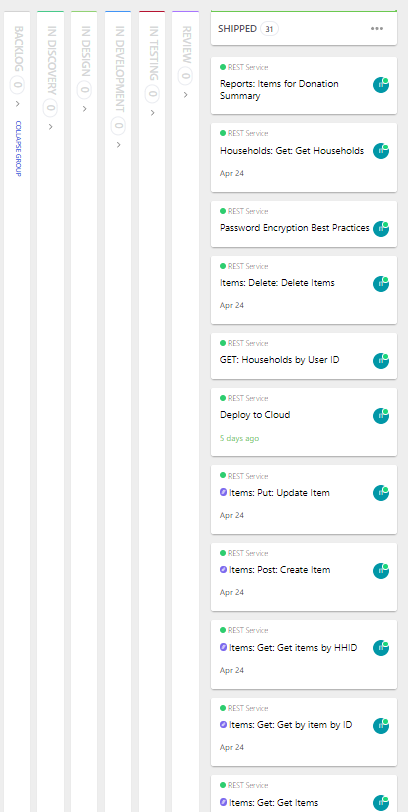 BACKLOG 0
COLLAPSE GROUP
IN DISCOVERY 0
IN DESIGN 0
IN DEVELOPMENT 0
IN TESTING 0
REVIEW 0
SHIPPED 31
REST Service
Reports: Items for Donation
Summary
REST Service
Households: Get: Get Households
Apr 24
REST Service
Password Encryption Best Practices
REST Service
Items: Delete: Delete Items
Apr 24
REST Service
GET: Households by User ID
REST Service
Deploy to Cloud
5 days ago
REST Service
Items: Put: Update Item
Apr 24
REST Service
Items: Post: Create Item
Apr 24
REST Service
Items: Get: Get items by HHID
Apr 24
REST Service
Items: Get: Get by item by ID
Apr 24
REST Service
Items: Get: Get Items